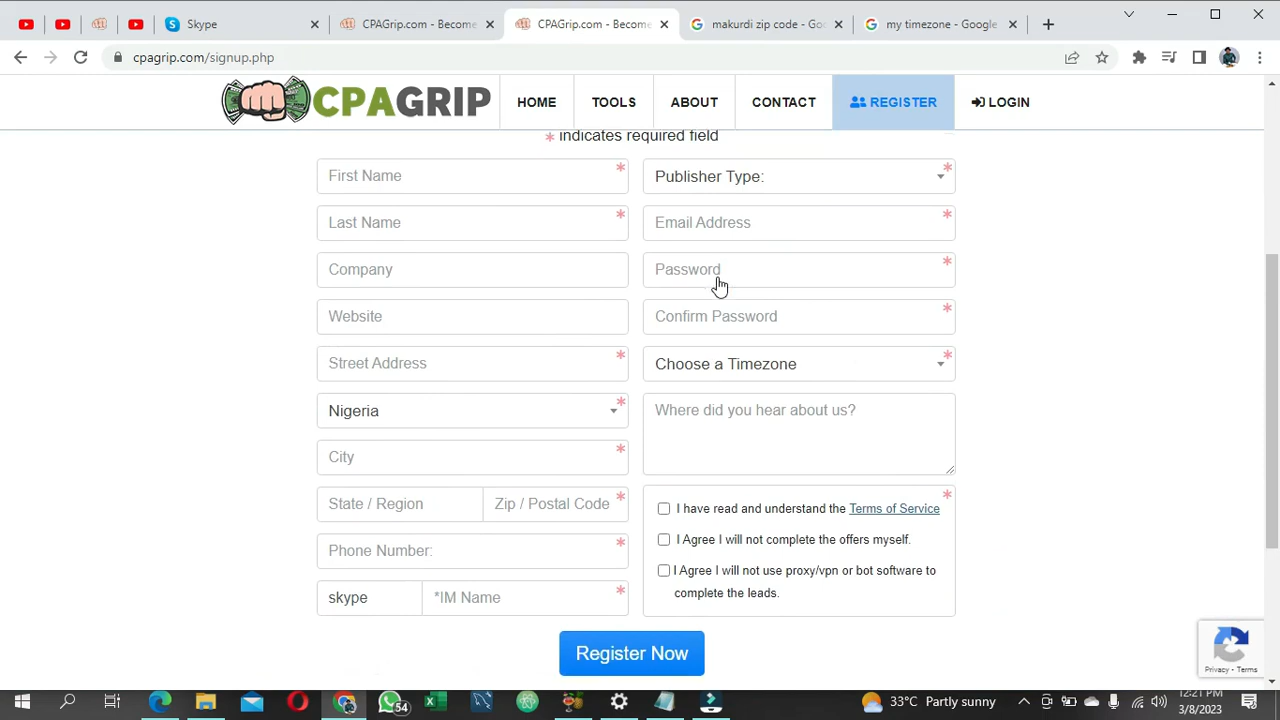 Skype
CPAGrip.com - Become
CPAGrip.com - Become
makurdi zip code - Goo
my timezone - Google
cpagrip.com/signup.php
CPAGRIP
HOME
TOOLS
ABOUT
CONTACT
REGISTER
LOGIN
* indicates required field
First Name *
Publisher Type: *
Last Name *
Email Address *
Company
Password *
Website
Confirm Password *
Street Address *
Choose a Timezone *
Nigeria *
Where did you hear about us?
City *
State / Region
Zip / Postal Code *
I have read and understand the Terms of Service *
I Agree I will not complete the offers myself.
Phone Number: *
I Agree I will not use proxy/vpn or bot software to
complete the leads.
skype
*IM Name *
Register Now
Privacy - Terms
54
33°C Partly sunny
12:21 PM
3/8/2023